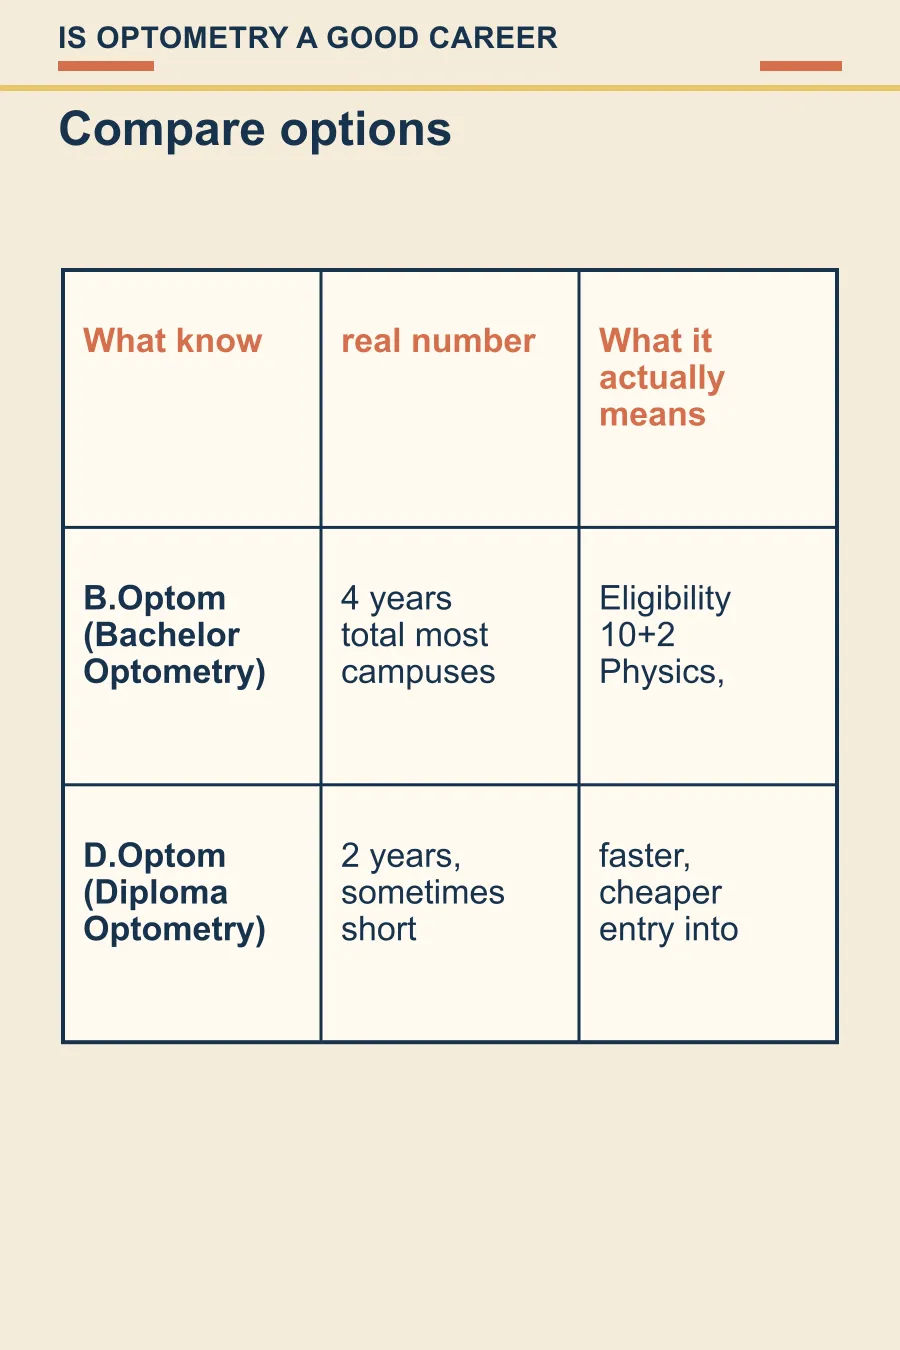 IS OPTOMETRY A GOOD CAREER
Compare options
What know
real number
What it
actually
means
B.Optom
(Bachelor
Optometry)
4 years
total most
campuses
Eligibility
10+2
Physics,
D.Optom
(Diploma
Optometry)
2 years,
sometimes
short
faster,
cheaper
entry into